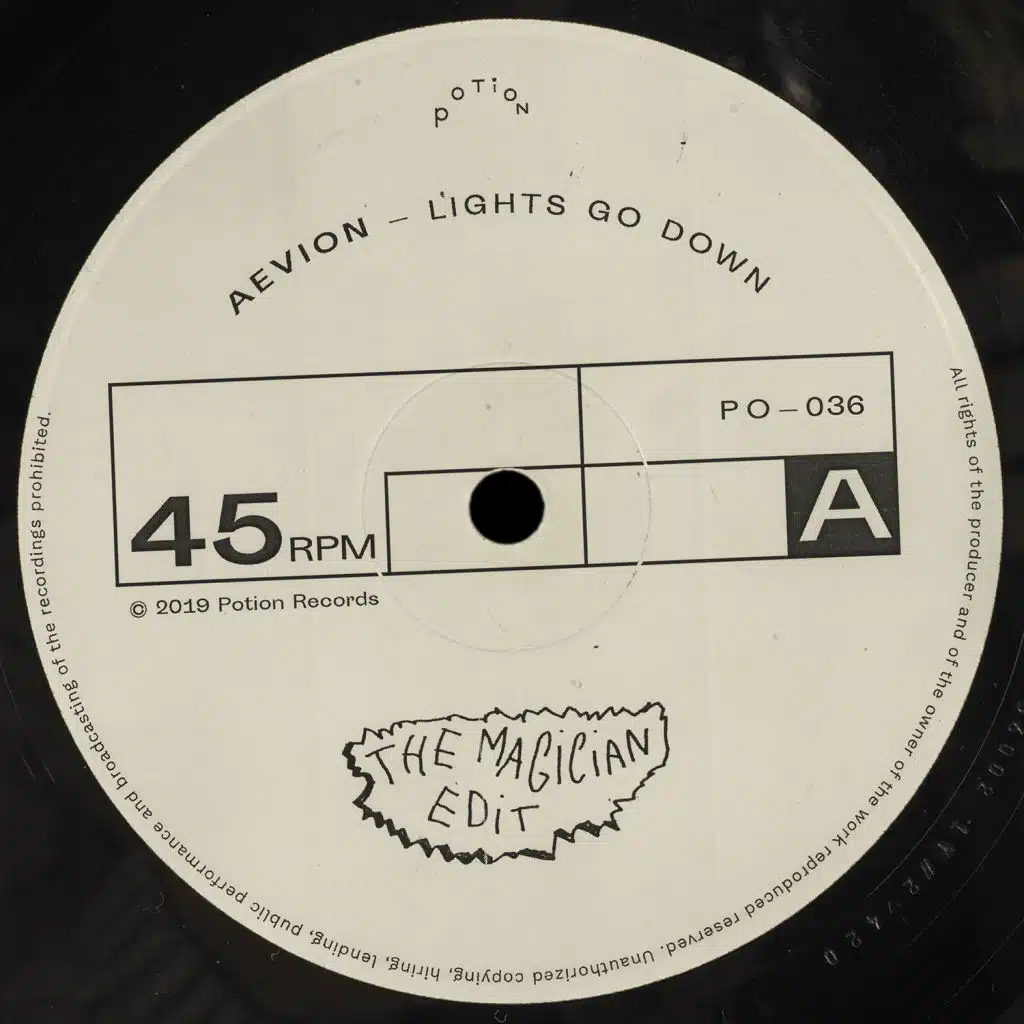 POTiON
AEVION – LIGHTS GO DOWN
PO–036
A
45 RPM
© 2019 Potion Records
THE MAGiCiAN
EDiT
All rights of the producer and of the owner of the work reproduced reserved. Unauthorized copying, hiring, lending, public performance and broadcasting of the recordings prohibited.